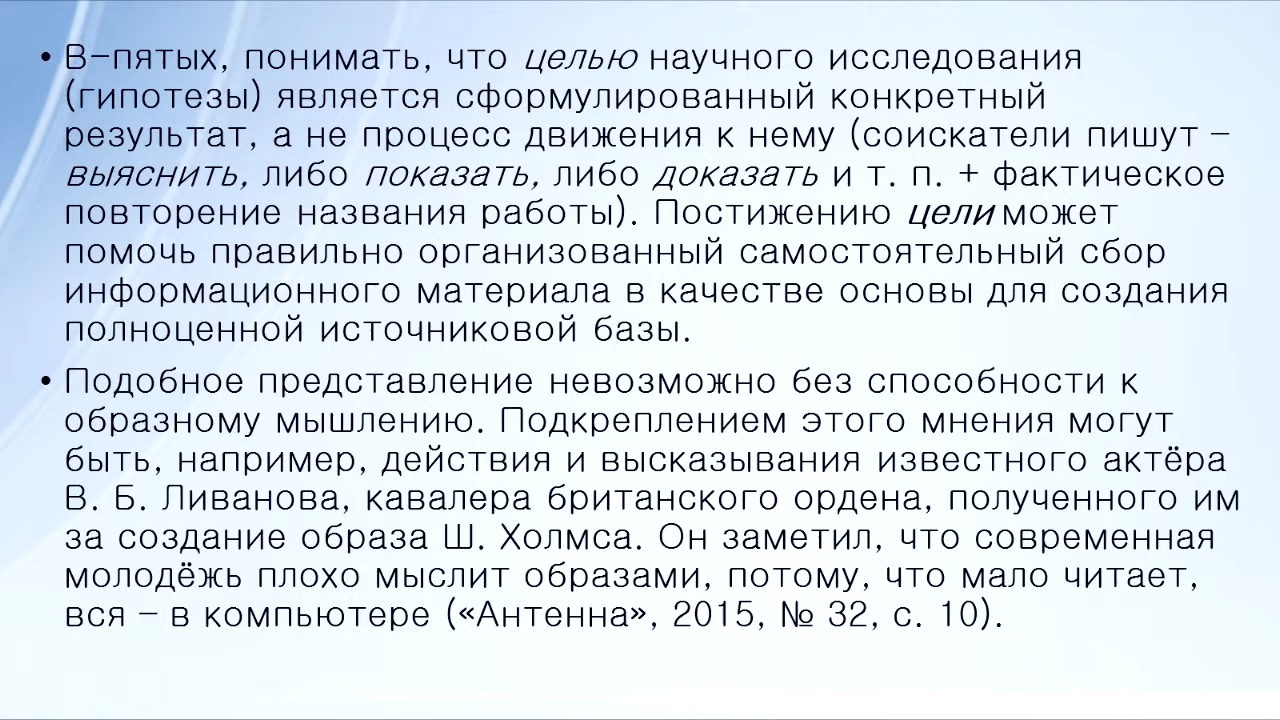 • В-пятых, понимать, что целью научного исследования
(гипотезы) является сформулированный конкретный
результат, а не процесс движения к нему (соискатели пишут –
выяснить, либо показать, либо доказать и т. п. + фактическое
повторение названия работы). Постижению цели может
помочь правильно организованный самостоятельный сбор
информационного материала в качестве основы для создания
полноценной источниковой базы.
• Подобное представление невозможно без способности к
образному мышлению. Подкреплением этого мнения могут
быть, например, действия и высказывания известного актёра
В. Б. Ливанова, кавалера британского ордена, полученного им
за создание образа Ш. Холмса. Он заметил, что современная
молодёжь плохо мыслит образами, потому, что мало читает,
вся – в компьютере («Антенна», 2015, № 32, с. 10).